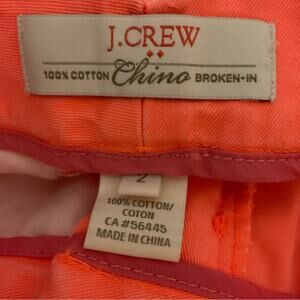 J.CREW
100% COTTON Chino BROKEN-IN
2
100% COTTON/
COTON
CA #56445
MADE IN CHINA